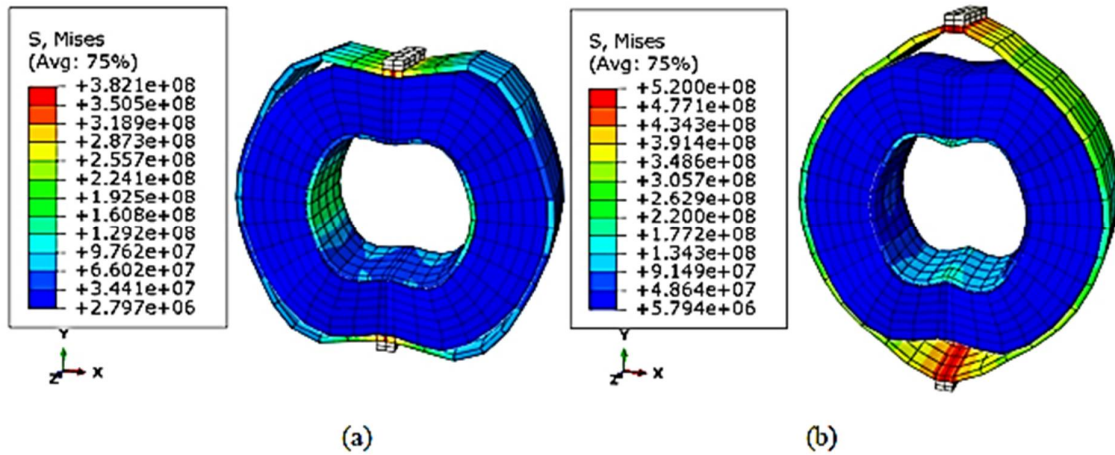 S, Mises
(Avg: 75%)
+3.821e+08
+3.505e+08
+3.189e+08
+2.873e+08
+2.557e+08
+2.241e+08
+1.925e+08
+1.608e+08
+1.292e+08
+9.762e+07
+6.602e+07
+3.441e+07
+2.797e+06
Y
Z
X
(a)
S, Mises
(Avg: 75%)
+5.200e+08
+4.771e+08
+4.343e+08
+3.914e+08
+3.486e+08
+3.057e+08
+2.629e+08
+2.200e+08
+1.772e+08
+1.343e+08
+9.149e+07
+4.864e+07
+5.794e+06
Y
Z
X
(b)